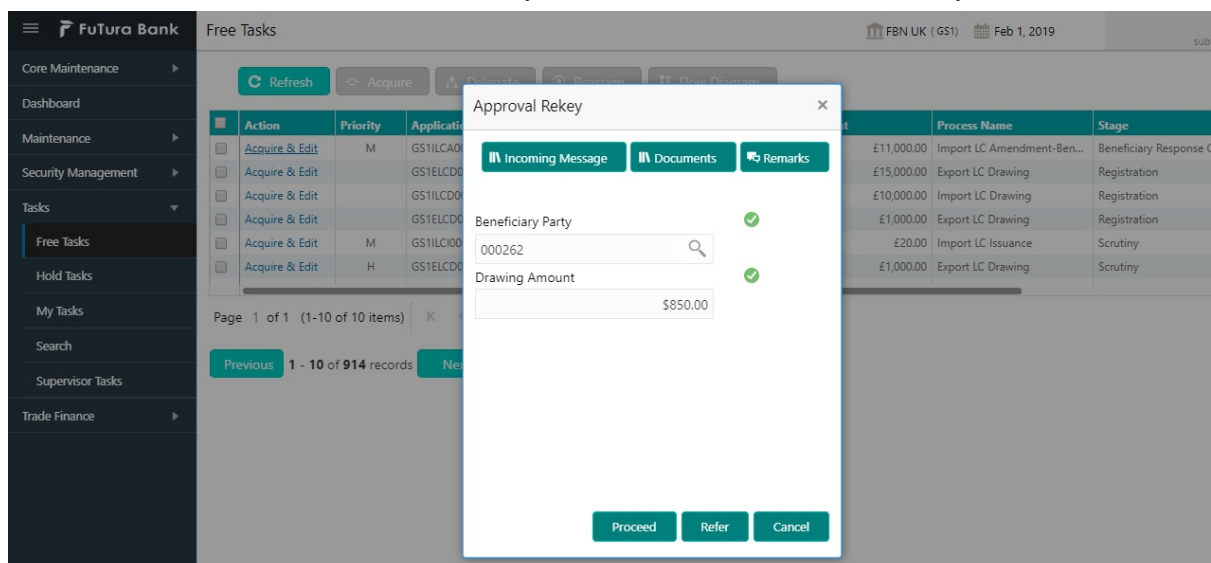 FuTura Bank
Free Tasks
FBN UK ( GS1)
Feb 1, 2019
Core Maintenance
Dashboard
Maintenance
Security Management
Tasks
Free Tasks
Hold Tasks
My Tasks
Search
Supervisor Tasks
Trade Finance
Refresh
Acquire
Delegate
Reassign
Flow Diagram
Action Priority Process Name Stage
Acquire & Edit M £11,000.00 Import LC Amendment-Ben... Beneficiary Response
Acquire & Edit £15,000.00 Export LC Drawing Registration
Acquire & Edit £10,000.00 Import LC Drawing Registration
Acquire & Edit £1,000.00 Export LC Drawing Registration
Acquire & Edit M £20.00 Import LC Issuance Scrutiny
Acquire & Edit H £1,000.00 Export LC Drawing Scrutiny
Page 1 of 1 (1-10 of 10 items)
Previous 1 - 10 of 914 records
Approval Rekey
Incoming Message
Documents
Remarks
Beneficiary Party
000262
Drawing Amount
$850.00
Proceed
Refer
Cancel